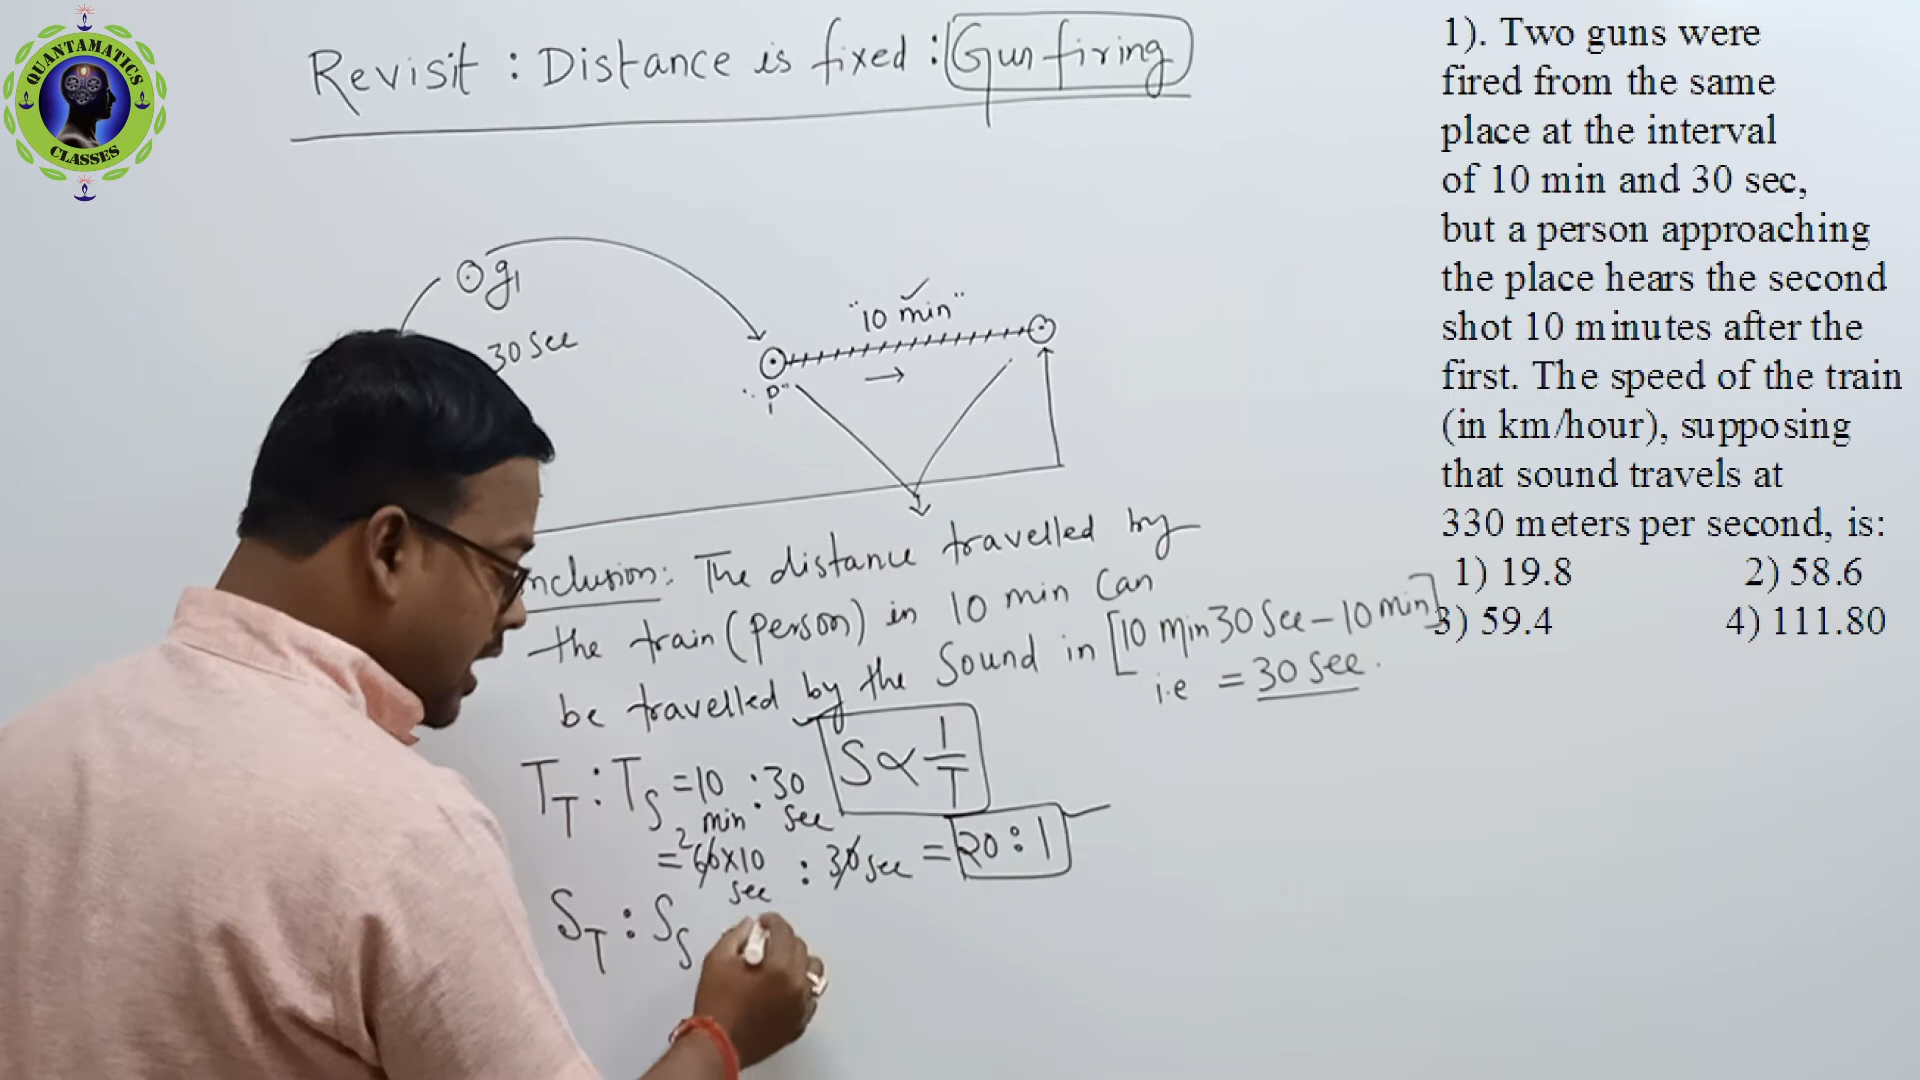 QUANTAMATICS
CLASSES
Revisit : Distance is fixed : Gun firing
g1
30 Sec
"10 min"
"P"
nclusion: The distance travelled by
the train (person) in 10 min Can
be travelled by the Sound in [10 min 30 Sec - 10 min]
i.e = 30 Sec.
S ∝ 1/T
T_T : T_S = 10 : 30
min : Sec
= 2 60×10 : 30 Sec = 20 : 1
Sec
S_T : S_S
1). Two guns were
fired from the same
place at the interval
of 10 min and 30 sec,
but a person approaching
the place hears the second
shot 10 minutes after the
first. The speed of the train
(in km/hour), supposing
that sound travels at
330 meters per second, is:
1) 19.8 2) 58.6
3) 59.4 4) 111.80